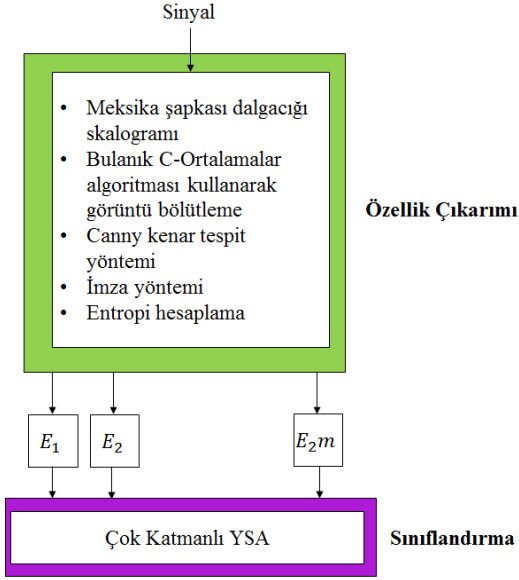 Sinyal
• Meksika şapkası dalgacığı
skalogramı
• Bulanık C-Ortalamalar
algoritması kullanarak
görüntü bölütleme
• Canny kenar tespit
yöntemi
• İmza yöntemi
• Entropi hesaplama
Özellik Çıkarımı
E₁
E₂
E₂m
Çok Katmanlı YSA
Sınıflandırma